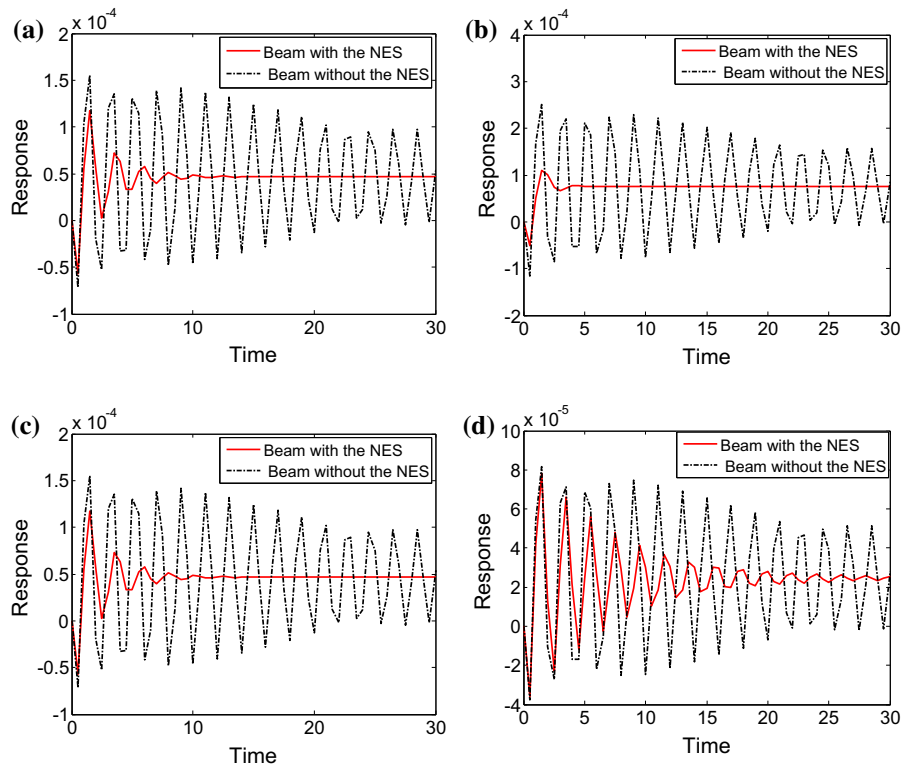 (a)
x 10⁻⁴
Beam with the NES
Beam without the NES
2
1.5
1
0.5
0
-0.5
-1
Response
0 10 20 30
Time
(b)
x 10⁻⁴
Beam with the NES
Beam without the NES
4
3
2
1
0
-1
-2
Response
0 5 10 15 20 25 30
Time
(c)
x 10⁻⁴
Beam with the NES
Beam without the NES
2
1.5
1
0.5
0
-0.5
-1
Response
0 10 20 30
Time
(d)
x 10⁻⁵
Beam with the NES
Beam without the NES
10
8
6
4
2
0
-2
-4
Response
0 5 10 15 20 25 30
Time